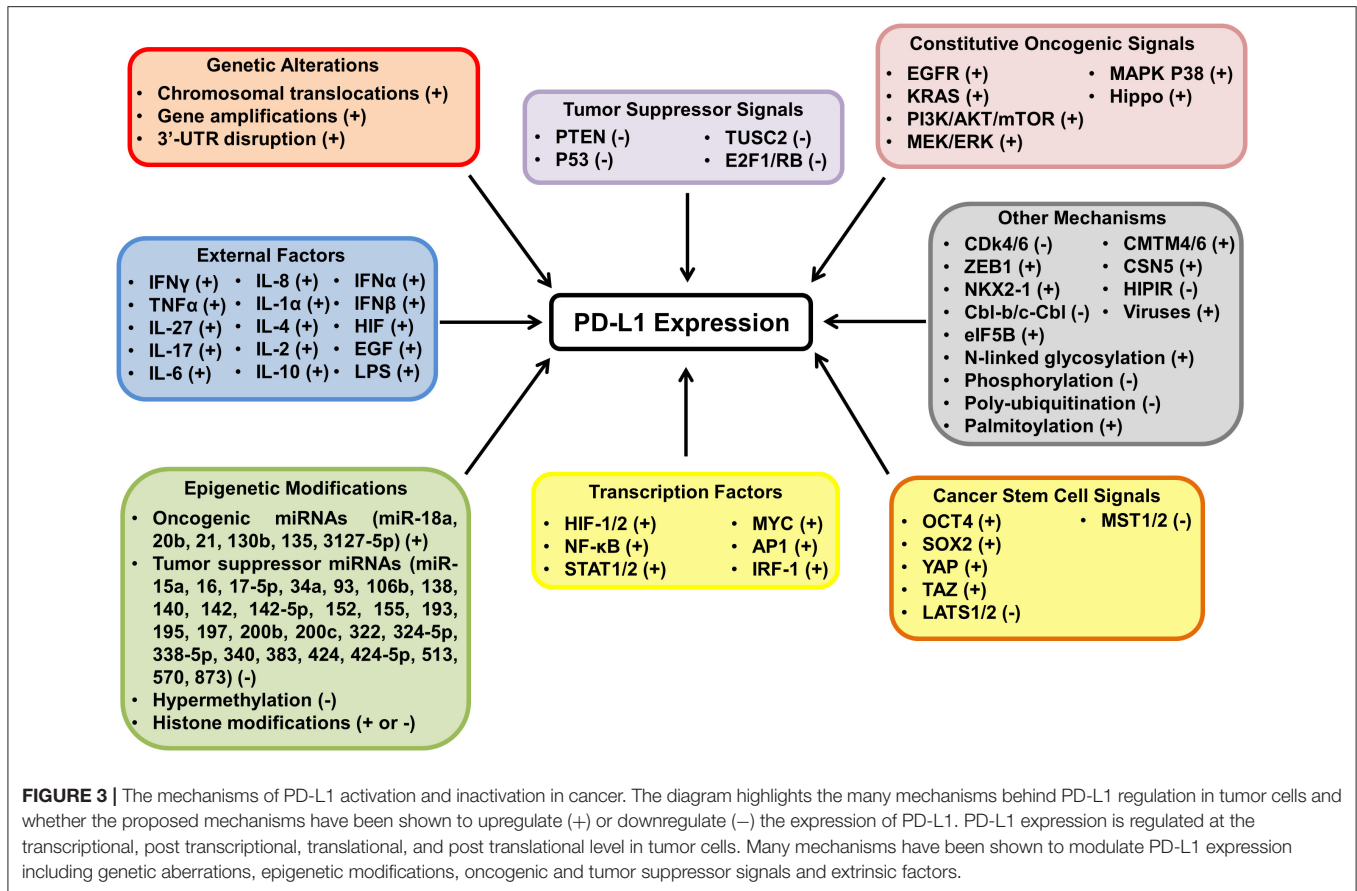 Genetic Alterations
• Chromosomal translocations (+)
• Gene amplifications (+)
• 3’-UTR disruption (+)
Tumor Suppressor Signals
• PTEN (-)
• P53 (-)
• TUSC2 (-)
• E2F1/RB (-)
Constitutive Oncogenic Signals
• EGFR (+)
• KRAS (+)
• PI3K/AKT/mTOR (+)
• MEK/ERK (+)
• MAPK P38 (+)
• Hippo (+)
External Factors
• IFNγ (+)
• TNFα (+)
• IL-27 (+)
• IL-17 (+)
• IL-6 (+)
• IL-8 (+)
• IL-1α (+)
• IL-4 (+)
• IL-2 (+)
• IL-10 (+)
• IFNα (+)
• IFNβ (+)
• HIF (+)
• EGF (+)
• LPS (+)
PD-L1 Expression
Other Mechanisms
• CDk4/6 (-)
• ZEB1 (+)
• NKX2-1 (+)
• Cbl-b/c-Cbl (-)
• eIF5B (+)
• N-linked glycosylation (+)
• Phosphorylation (-)
• Poly-ubiquitination (-)
• Palmitoylation (+)
• CMTM4/6 (+)
• CSN5 (+)
• HIPIR (-)
• Viruses (+)
Epigenetic Modifications
• Oncogenic miRNAs (miR-18a,
20b, 21, 130b, 135, 3127-5p) (+)
• Tumor suppressor miRNAs (miR-
15a, 16, 17-5p, 34a, 93, 106b, 138,
140, 142, 142-5p, 152, 155, 193,
195, 197, 200b, 200c, 322, 324-5p,
338-5p, 340, 383, 424, 424-5p, 513,
570, 873) (-)
• Hypermethylation (-)
• Histone modifications (+ or -)
Transcription Factors
• HIF-1/2 (+)
• NF-κB (+)
• STAT1/2 (+)
• MYC (+)
• AP1 (+)
• IRF-1 (+)
Cancer Stem Cell Signals
• OCT4 (+)
• SOX2 (+)
• YAP (+)
• TAZ (+)
• LATS1/2 (-)
• MST1/2 (-)
FIGURE 3 | The mechanisms of PD-L1 activation and inactivation in cancer. The diagram highlights the many mechanisms behind PD-L1 regulation in tumor cells and
whether the proposed mechanisms have been shown to upregulate (+) or downregulate (−) the expression of PD-L1. PD-L1 expression is regulated at the
transcriptional, post transcriptional, translational, and post translational level in tumor cells. Many mechanisms have been shown to modulate PD-L1 expression
including genetic aberrations, epigenetic modifications, oncogenic and tumor suppressor signals and extrinsic factors.